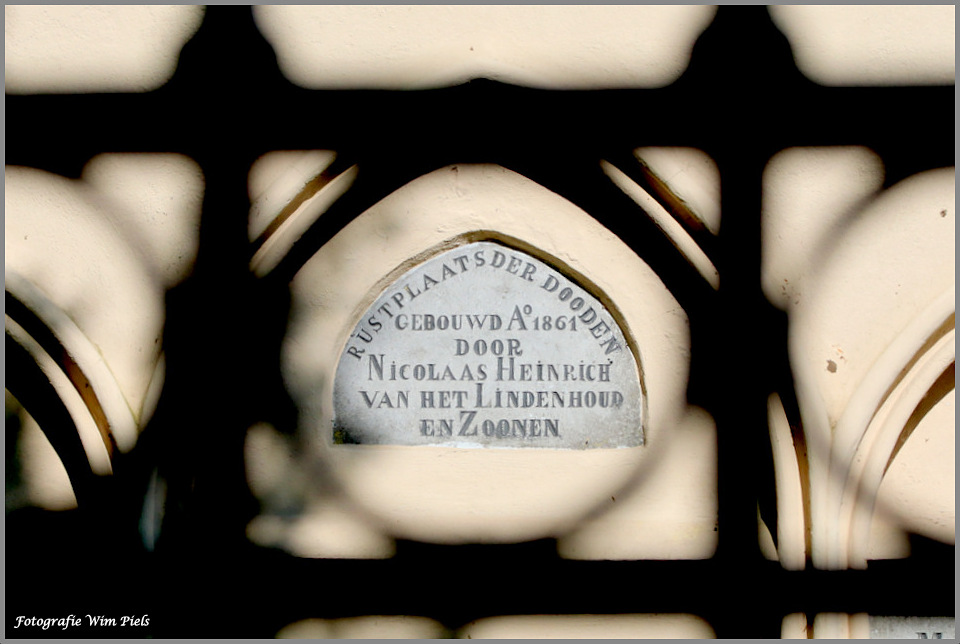 RUSTPLAATS DER DOODEN
GEBOUWD Aº 1861
DOOR
NICOLAAS HEINRICH
VAN HET LINDENHOUD
EN ZOONEN
Fotografie Wim Piels